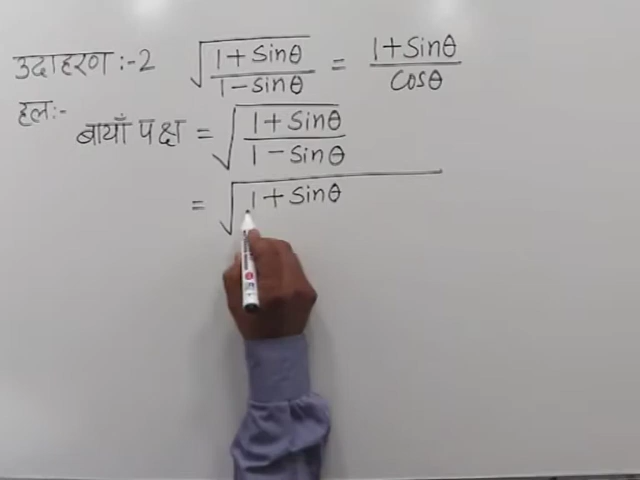 उदाहरण :-2 √(1+Sinθ / 1-Sinθ) = 1+Sinθ / Cosθ
हल:-
बायाँ पक्ष = √(1+Sinθ / 1-Sinθ)
= √(1+Sinθ